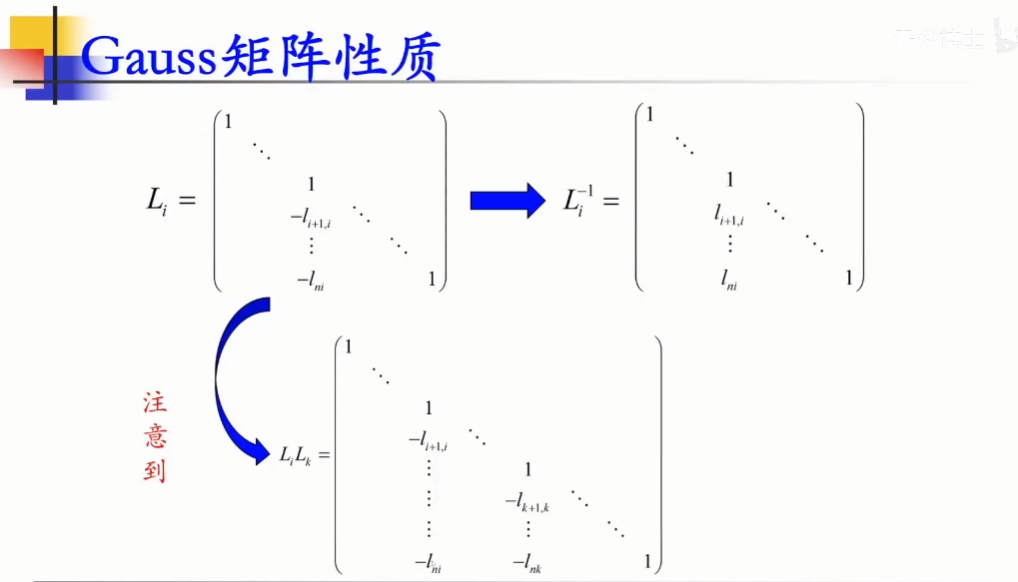 Gauss矩阵性质
L_i = \begin{pmatrix} 1 & & & & \\ & \ddots & & & \\ & & 1 & & \\ & & -l_{i+1,i} & \ddots & \\ & & \vdots & & \ddots & \\ & & -l_{ni} & & & 1 \end{pmatrix} L_i^{-1} = \begin{pmatrix} 1 & & & & \\ & \ddots & & & \\ & & 1 & & \\ & & l_{i+1,i} & \ddots & \\ & & \vdots & & \ddots & \\ & & l_{ni} & & & 1 \end{pmatrix}
注意到
L_i L_k = \begin{pmatrix} 1 & & & & & & \\ & \ddots & & & & & \\ & & 1 & & & & \\ & & -l_{i+1,i} & \ddots & & & \\ & & \vdots & & 1 & & \\ & & \vdots & & -l_{k+1,k} & \ddots & \\ & & \vdots & & \vdots & & \ddots & \\ & & -l_{ni} & & -l_{nk} & & & 1 \end{pmatrix}